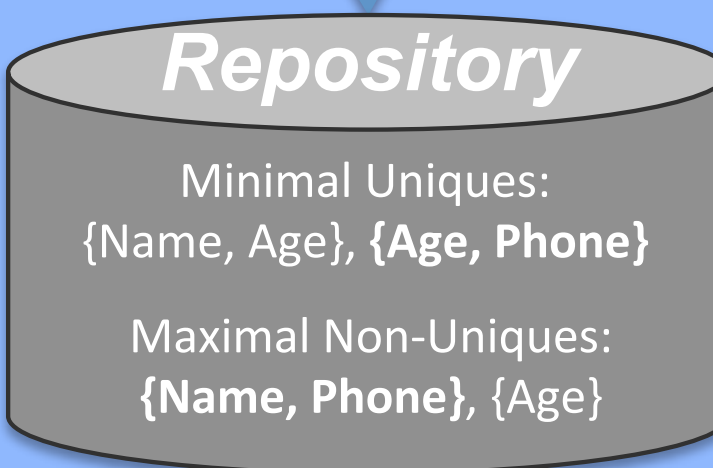 Repository
Minimal Uniques:
{Name, Age}, {Age, Phone}
Maximal Non-Uniques:
{Name, Phone}, {Age}